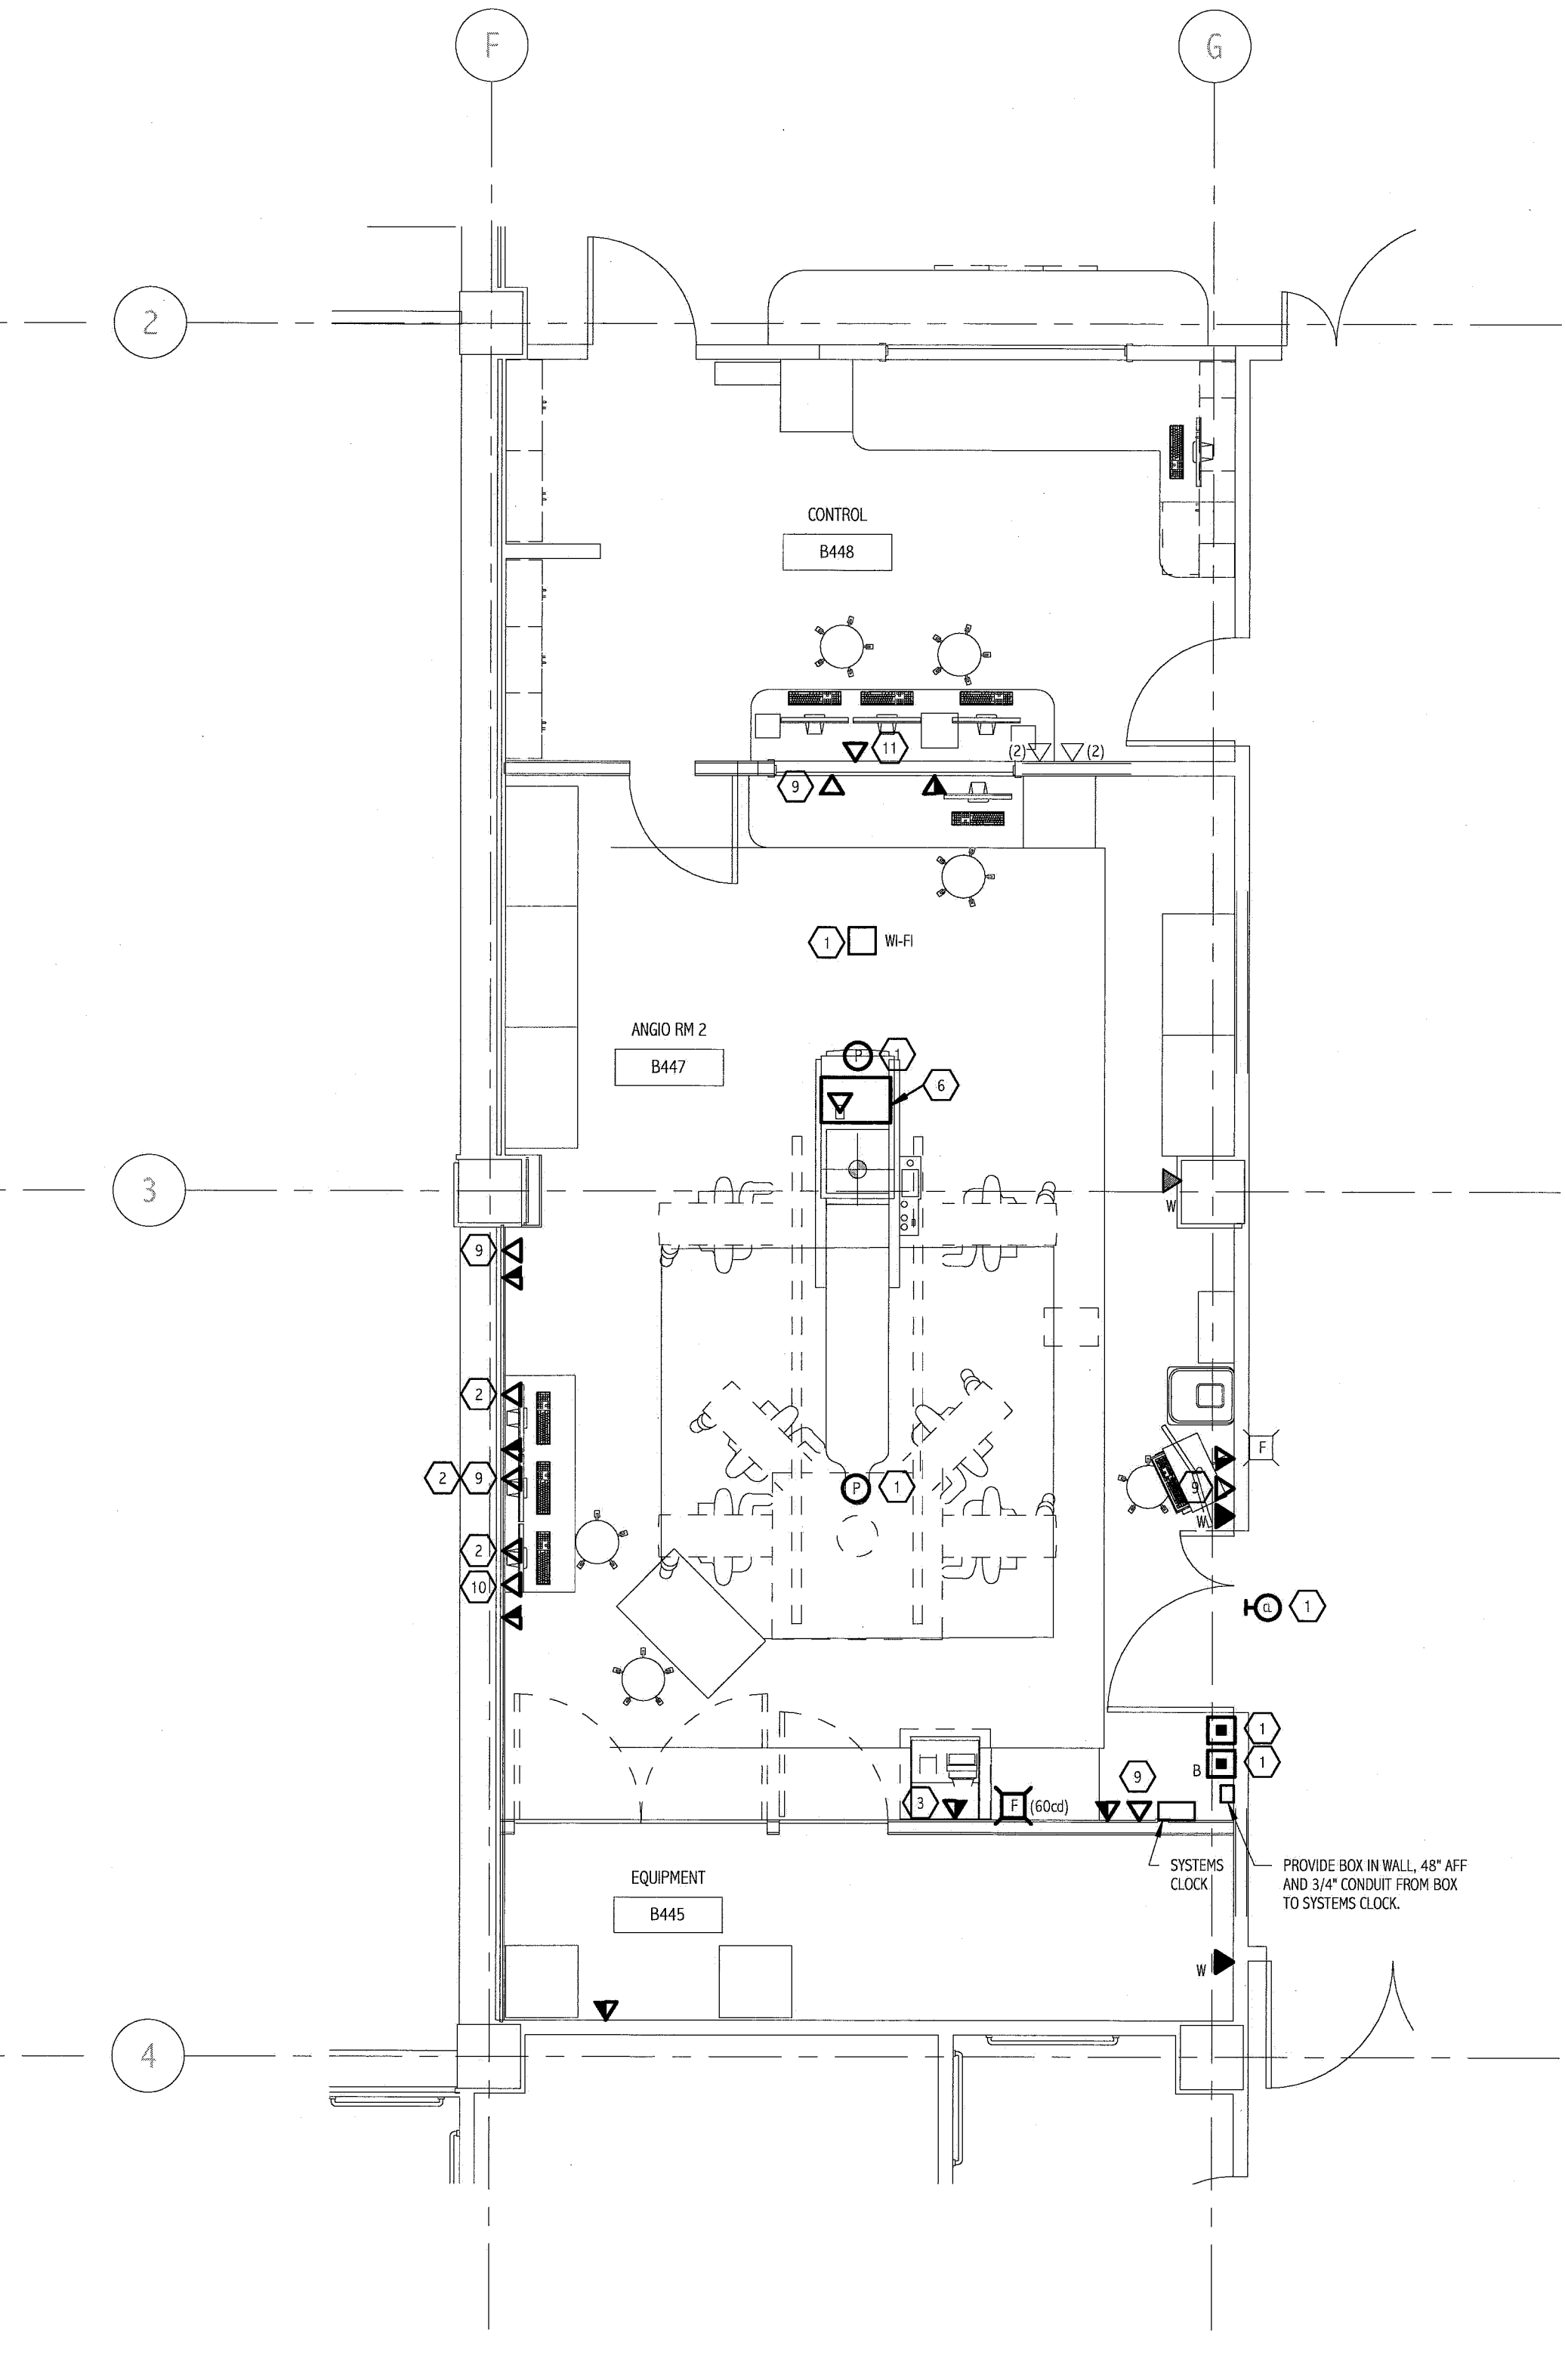 F
G
2
CONTROL
B448
11
(2)
(2)
9
1
WI-FI
ANGIO RM 2
B447
P
1
6
3
W
9
2
F
2
9
9
P
1
W
2
10
CL
1
1
B
1
9
3
F
(60cd)
SYSTEMS
CLOCK
PROVIDE BOX IN WALL, 48" AFF
AND 3/4" CONDUIT FROM BOX
TO SYSTEMS CLOCK.
EQUIPMENT
B445
W
4